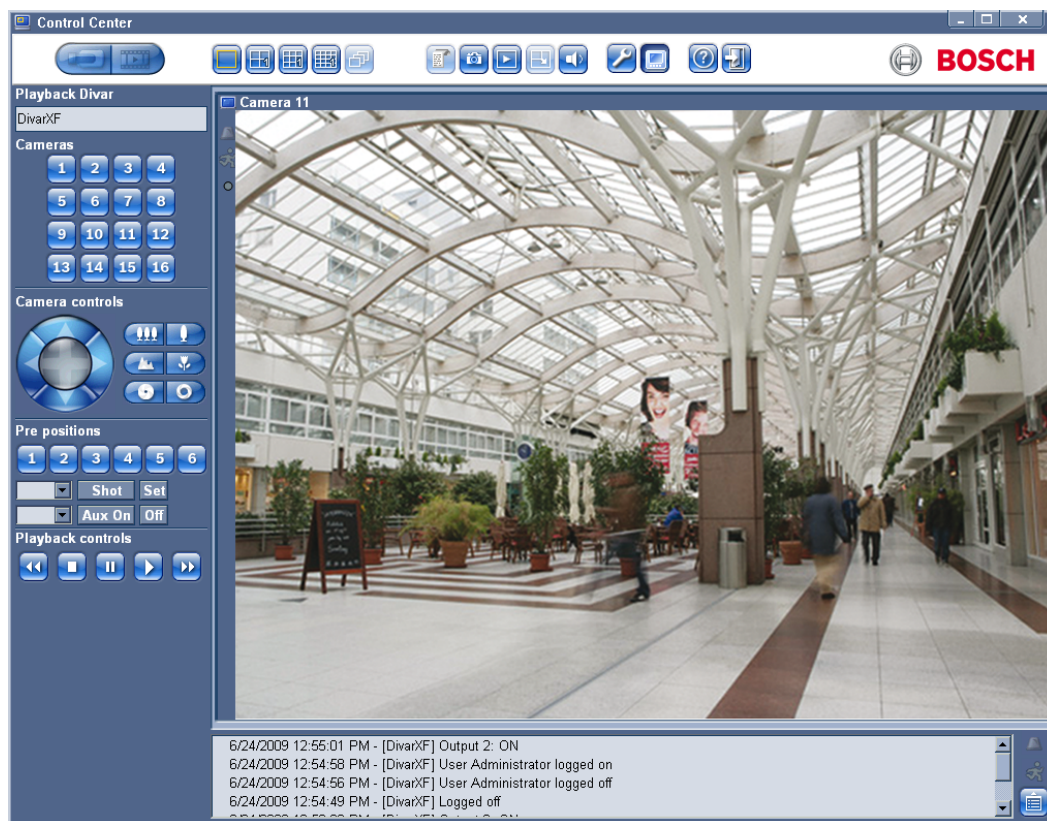 Control Center
BOSCH
Playback Divar
DivarXF
Cameras
1 2 3 4
5 6 7 8
9 10 11 12
13 14 15 16
Camera controls
Pre positions
1 2 3 4 5 6
Shot Set
Aux On Off
Playback controls
Camera 11
6/24/2009 12:55:01 PM - [DivarXF] Output 2: ON
6/24/2009 12:54:58 PM - [DivarXF] User Administrator logged on
6/24/2009 12:54:56 PM - [DivarXF] User Administrator logged off
6/24/2009 12:54:49 PM - [DivarXF] Logged off